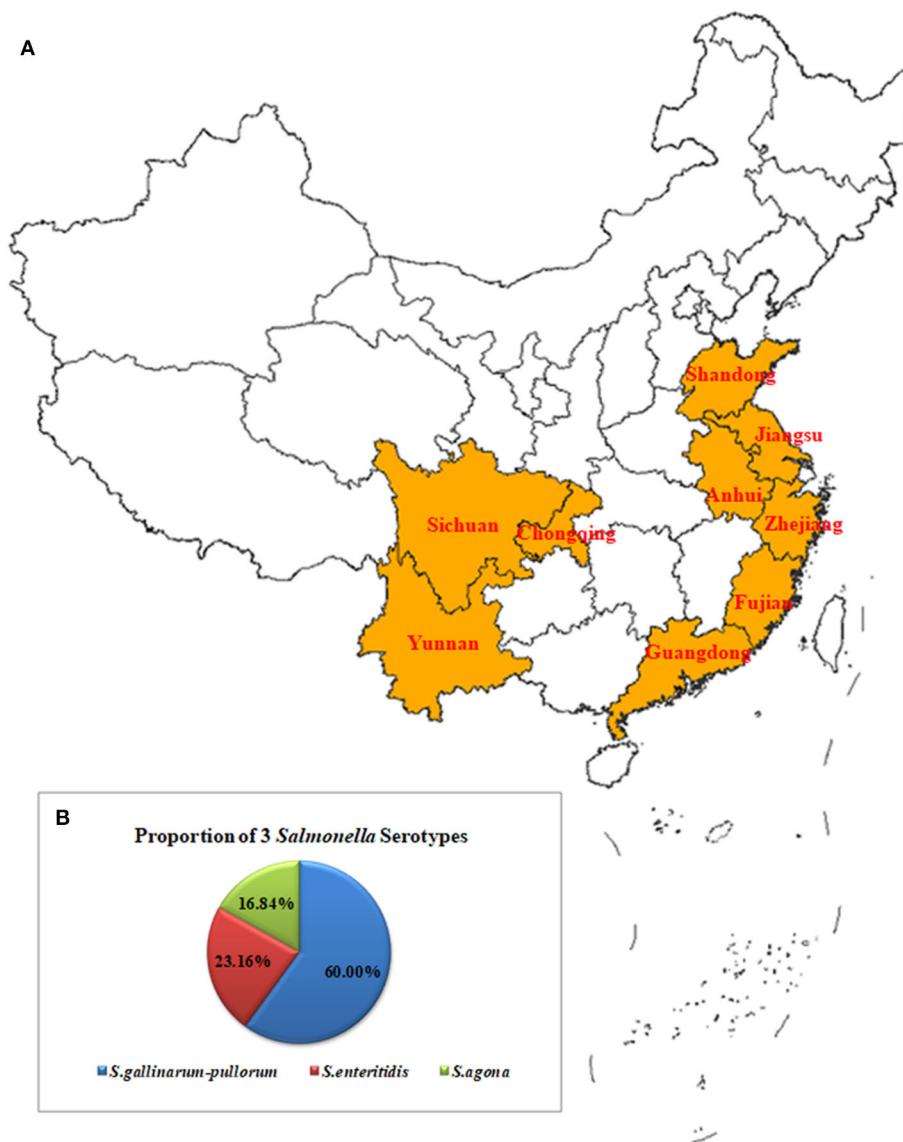 A
Shandong
Jiangsu
Anhui
Zhejiang
Sichuan
Chongqing
Fujian
Yunnan
Guangdong
B
Proportion of 3 Salmonella Serotypes
16.84%
23.16%
60.00%
S.gallinarum-pullorum S.enteritidis S.agona